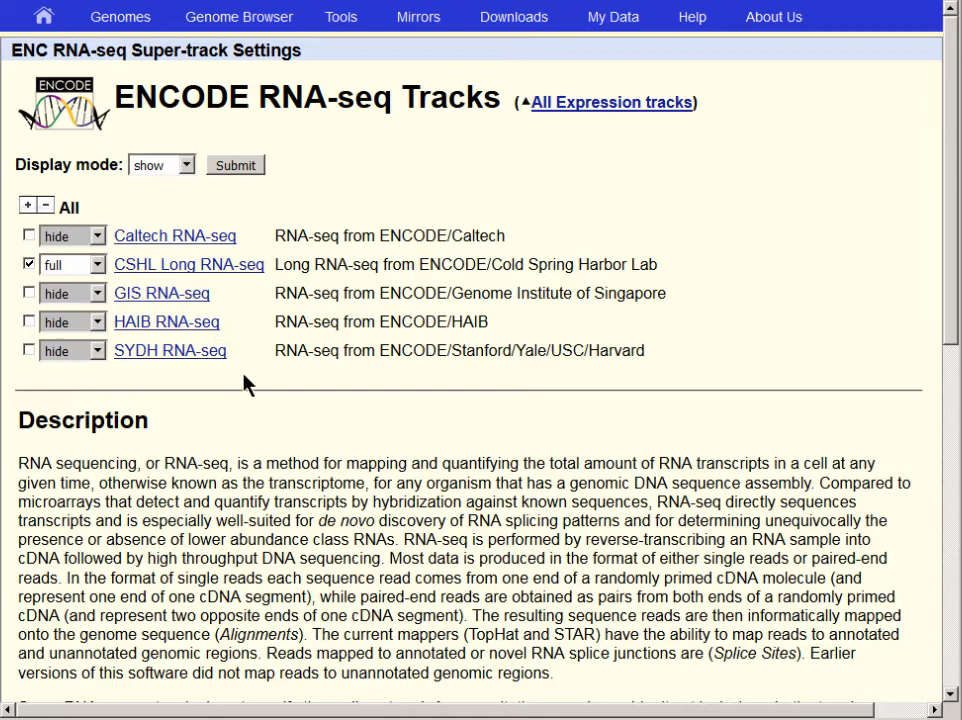 Genomes Genome Browser Tools Mirrors Downloads My Data Help About Us
ENC RNA-seq Super-track Settings
ENCODE
ENCODE RNA-seq Tracks (▲All Expression tracks)
Display mode: show Submit
+ - All
hide Caltech RNA-seq RNA-seq from ENCODE/Caltech
full CSHL Long RNA-seq Long RNA-seq from ENCODE/Cold Spring Harbor Lab
hide GIS RNA-seq RNA-seq from ENCODE/Genome Institute of Singapore
hide HAIB RNA-seq RNA-seq from ENCODE/HAIB
hide SYDH RNA-seq RNA-seq from ENCODE/Stanford/Yale/USC/Harvard
Description
RNA sequencing, or RNA-seq, is a method for mapping and quantifying the total amount of RNA transcripts in a cell at any
given time, otherwise known as the transcriptome, for any organism that has a genomic DNA sequence assembly. Compared to
microarrays that detect and quantify transcripts by hybridization against known sequences, RNA-seq directly sequences
transcripts and is especially well-suited for de novo discovery of RNA splicing patterns and for determining unequivocally the
presence or absence of lower abundance class RNAs. RNA-seq is performed by reverse-transcribing an RNA sample into
cDNA followed by high throughput DNA sequencing. Most data is produced in the format of either single reads or paired-end
reads. In the format of single reads each sequence read comes from one end of a randomly primed cDNA molecule (and
represent one end of one cDNA segment), while paired-end reads are obtained as pairs from both ends of a randomly primed
cDNA (and represent two opposite ends of one cDNA segment). The resulting sequence reads are then informatically mapped
onto the genome sequence (Alignments). The current mappers (TopHat and STAR) have the ability to map reads to annotated
and unannotated genomic regions. Reads mapped to annotated or novel RNA splice junctions are (Splice Sites). Earlier
versions of this software did not map reads to unannotated genomic regions.